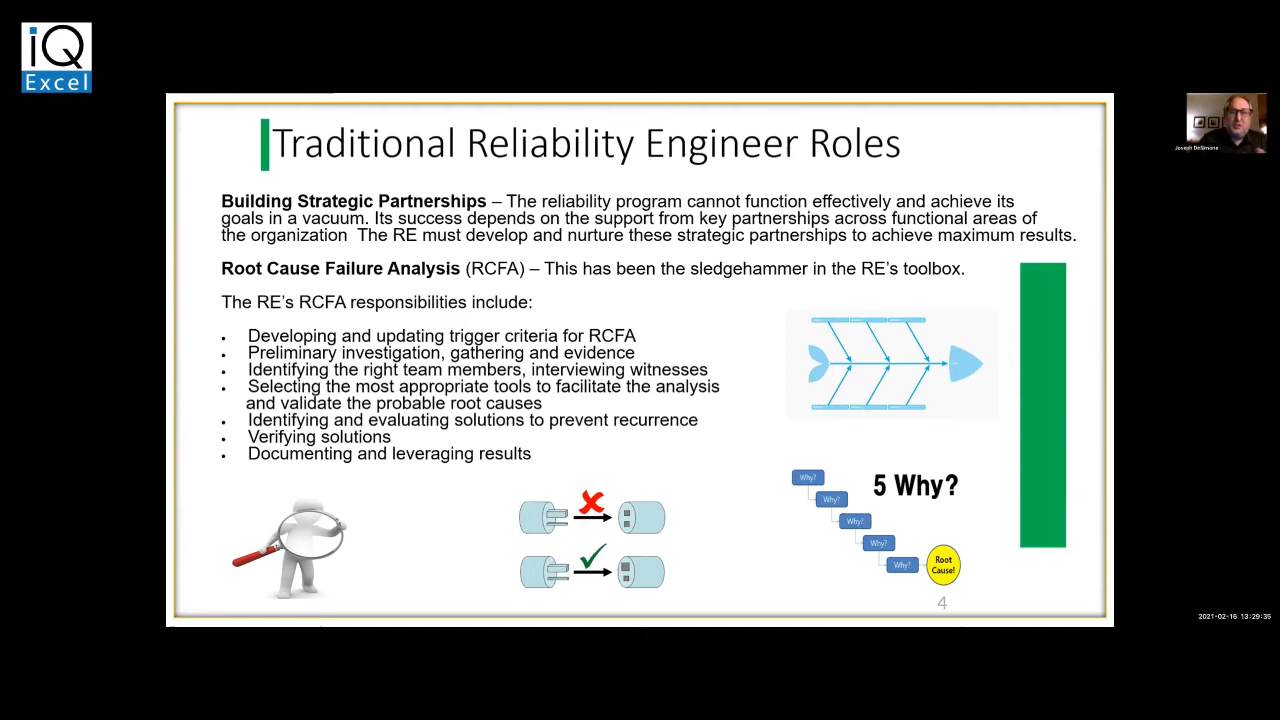 iQ
Excel
Traditional Reliability Engineer Roles
Joseph DeSimone
Building Strategic Partnerships – The reliability program cannot function effectively and achieve its
goals in a vacuum. Its success depends on the support from key partnerships across functional areas of
the organization  The RE must develop and nurture these strategic partnerships to achieve maximum results.
Root Cause Failure Analysis (RCFA) – This has been the sledgehammer in the RE's toolbox.
The RE's RCFA responsibilities include:
• Developing and updating trigger criteria for RCFA
• Preliminary investigation, gathering and evidence
• Identifying the right team members, interviewing witnesses
• Selecting the most appropriate tools to facilitate the analysis
and validate the probable root causes
• Identifying and evaluating solutions to prevent recurrence
• Verifying solutions
• Documenting and leveraging results
5 Why?
Why?
Why?
Why?
Why?
Why?
Root
Cause!
4
2021-02-16 13:29:35